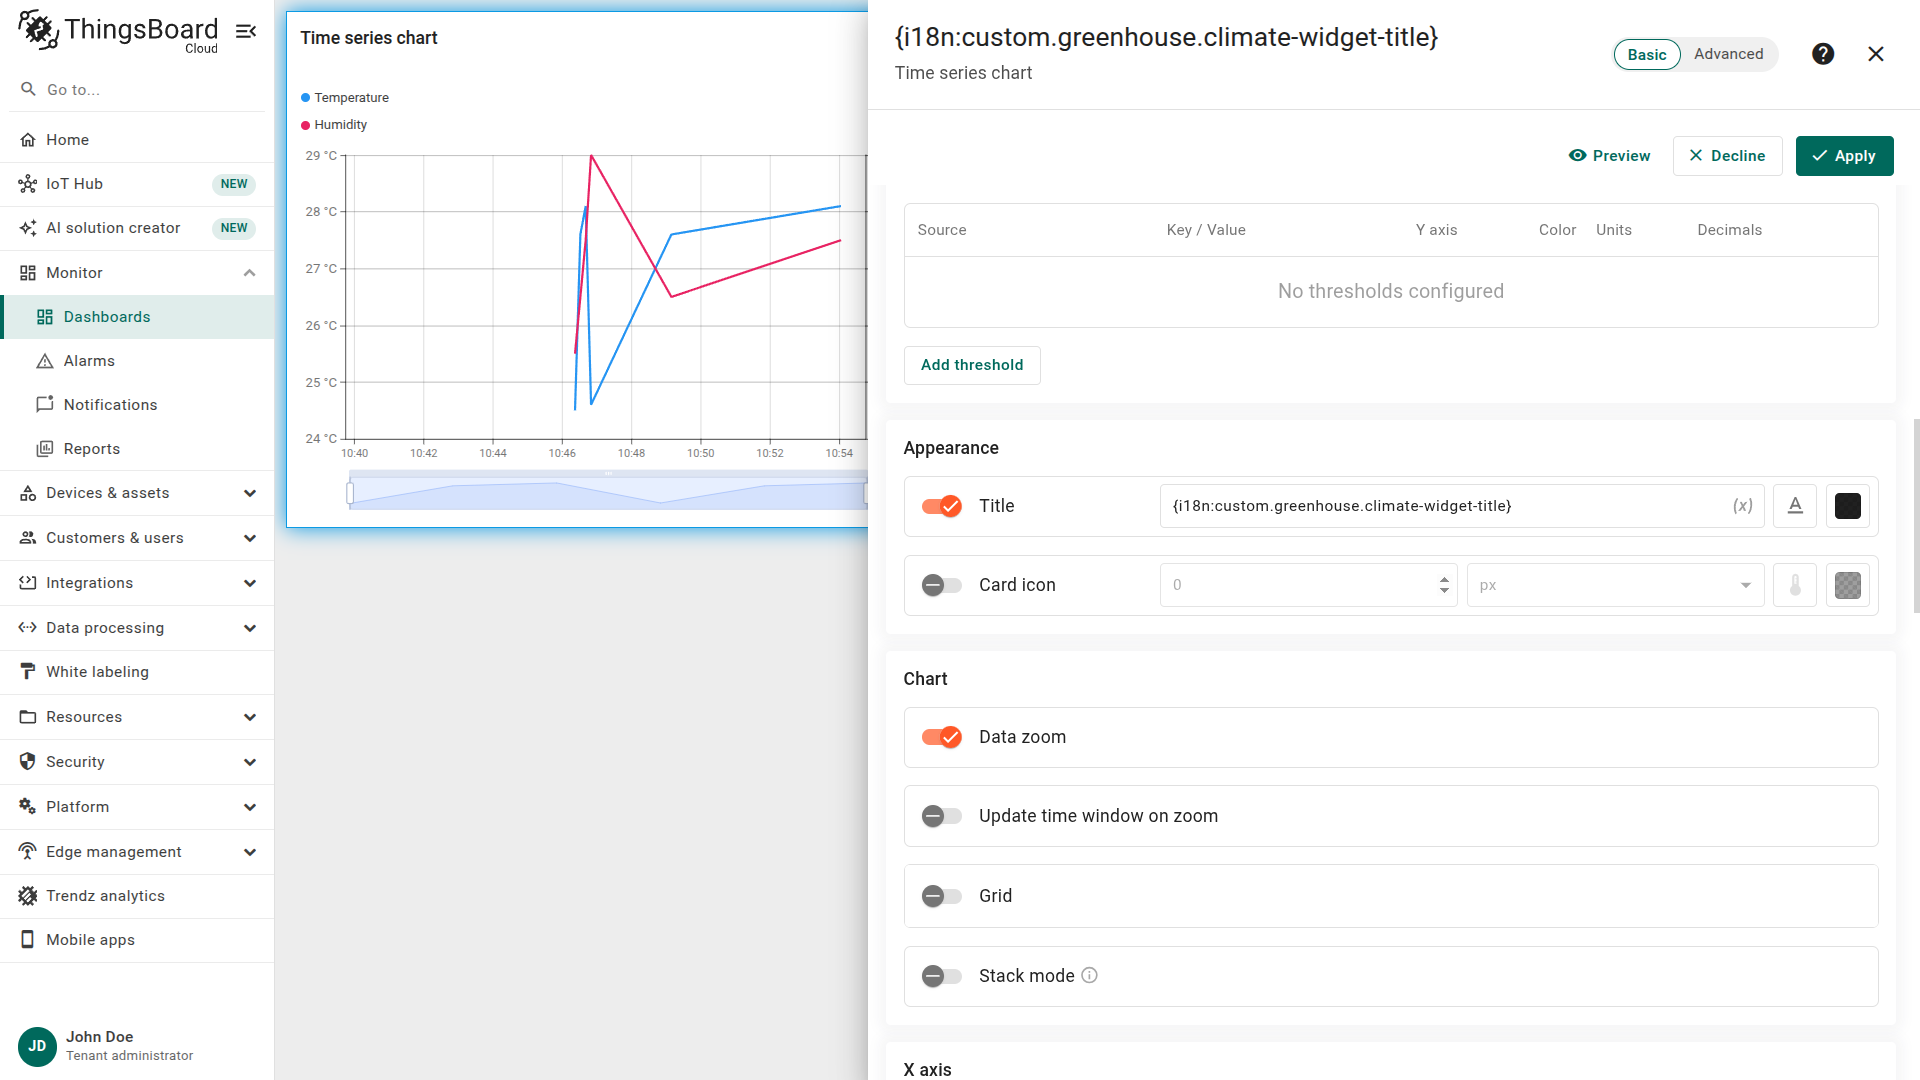 ThingsBoard
Cloud
Go to...
Home
IoT Hub NEW
AI solution creator NEW
Monitor
Dashboards
Alarms
Notifications
Reports
Devices & assets
Customers & users
Integrations
Data processing
White labeling
Resources
Security
Platform
Edge management
Trendz analytics
Mobile apps
JD
John Doe
Tenant administrator
Time series chart
Temperature
Humidity
29 °C
28 °C
27 °C
26 °C
25 °C
24 °C
10:40 10:42 10:44 10:46 10:48 10:50 10:52 10:54
{i18n:custom.greenhouse.climate-widget-title}
Time series chart
Basic Advanced
Preview Decline Apply
Source Key / Value Y axis Color Units Decimals
No thresholds configured
Add threshold
Appearance
Title {i18n:custom.greenhouse.climate-widget-title} (x)
Card icon 0 px
Chart
Data zoom
Update time window on zoom
Grid
Stack mode
X axis